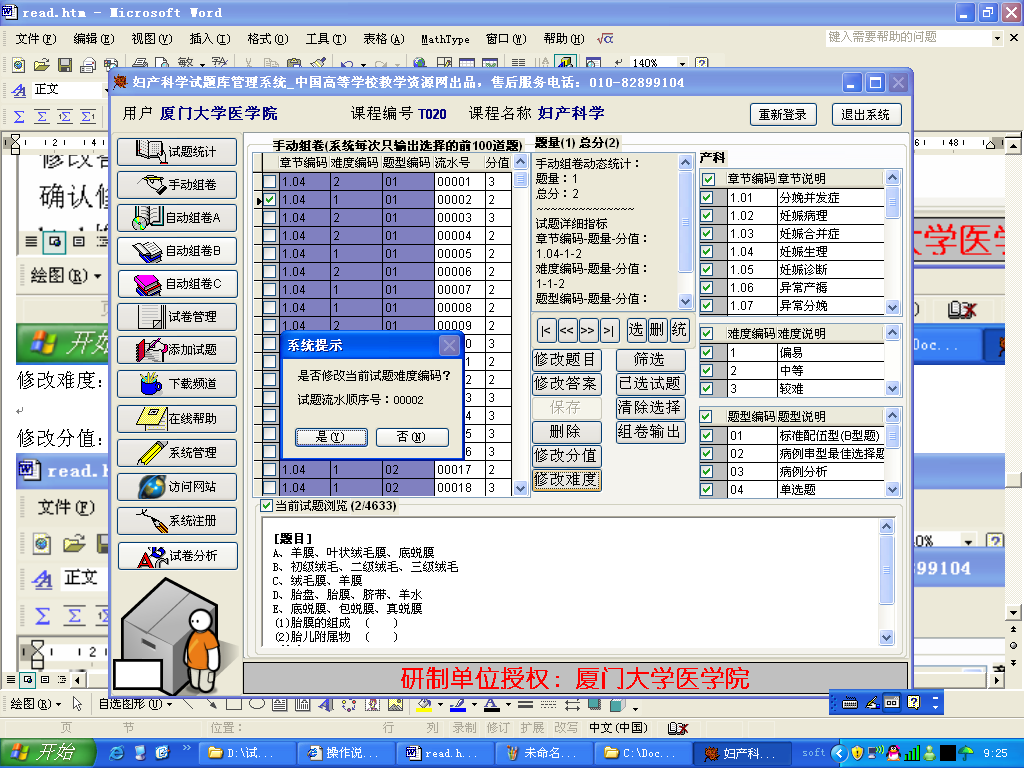 read.htm - Microsoft Word
文件(F) 编辑(E) 视图(V) 插入(I) 格式(O) 工具(T) 表格(A) MathType 窗口(W) 帮助(H) √α
键入需要帮助的问题
140%
正文
妇产科学试题库管理系统_中国高等学校教学资源网出品，售后服务电话：010-82899104
用户 厦门大学医学院 课程编号 T020 课程名称 妇产科学
重新登录 退出系统
试题统计
手动组卷
自动组卷A
自动组卷B
自动组卷C
试卷管理
添加试题
下载频道
在线帮助
系统管理
访问网站
系统注册
试卷分析
手动组卷(系统每次只输出选择的前100道题)
章节编码 难度编码 题型编码 流水号 分值
1.04 2 01 00001 3
1.04 1 01 00002 2
1.04 2 01 00003 3
1.04 2 01 00004 2
1.04 1 01 00005 2
1.04 2 01 00006 2
1.04 1 01 00007 2
1.04 1 01 00008 2
1.04 2 01 00009 3
1.04 1 02 00017 2
1.04 1 02 00018 3
系统提示
是否修改当前试题难度编码？
试题流水顺序号：00002
是(Y) 否(N)
题量(1) 总分(2)
手动组卷动态统计：
题量：1
总分：2
~~~~~~~~~~~~~~~~
试题详细指标
章节编码-题量-分值：
1.04-1-2
难度编码-题量-分值：
1-1-2
题型编码-题量-分值：
|< << >> >| 选 删 统
修改题目 筛选
修改答案 已选试题
保存 清除选择
删除 组卷输出
修改分值
修改难度
产科
章节编码 章节说明
1.01 分娩并发症
1.02 妊娠病理
1.03 妊娠合并症
1.04 妊娠生理
1.05 妊娠诊断
1.06 异常产褥
1.07 异常分娩
难度编码 难度说明
1 偏易
2 中等
3 较难
题型编码 题型说明
01 标准配伍型(B型题)
02 病例串型最佳选择题
03 病例分析
04 单选题
当前试题浏览 (2/4633)
[题目]
A、羊膜、叶状绒毛膜、底蜕膜
B、初级绒毛、二级绒毛、三级绒毛
C、绒毛膜、羊膜
D、胎盘、胎膜、脐带、羊水
E、底蜕膜、包蜕膜、真蜕膜
(1)胎膜的组成 ( )
(2)胎儿附属物 ( )
研制单位授权：厦门大学医学院
确认修
绘图(R)
开始
修改难度：
修改分值：
read.h
文件(F)
正文
大学医学
Doc...
0%
899104
绘图(R) 自选图形(U)
页 节 位置： 行 列 录制 修订 扩展 改写 中文(中国)
开始 D:\试... 操作说... read.h... 未命名... C:\Doc... 妇产科... soft 9:25